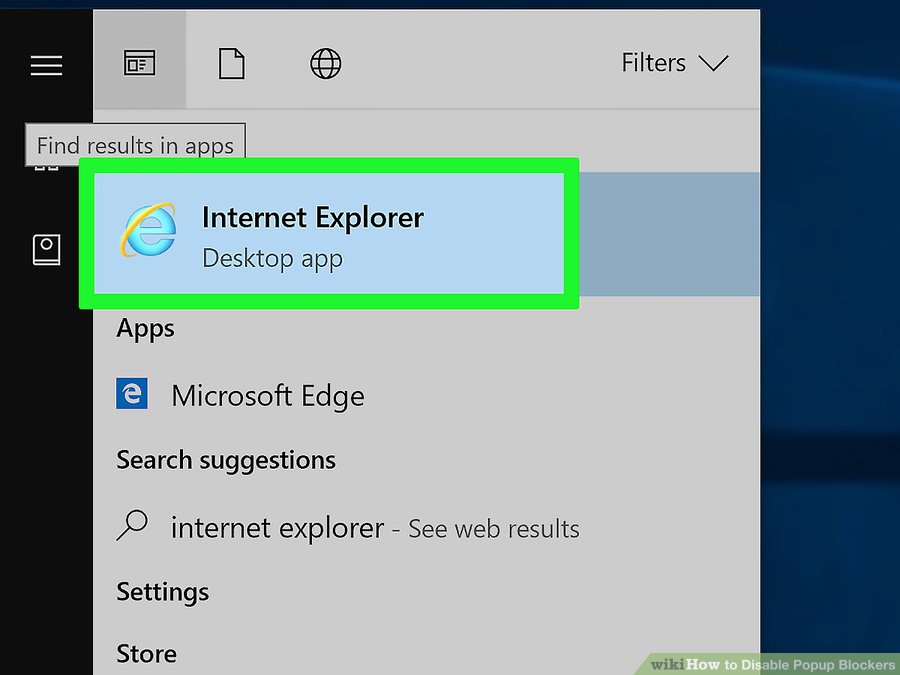 Filters
Find results in apps
Internet Explorer
Desktop app
Apps
Microsoft Edge
Search suggestions
internet explorer - See web results
Settings
Store
wikiHow to Disable Popup Blockers